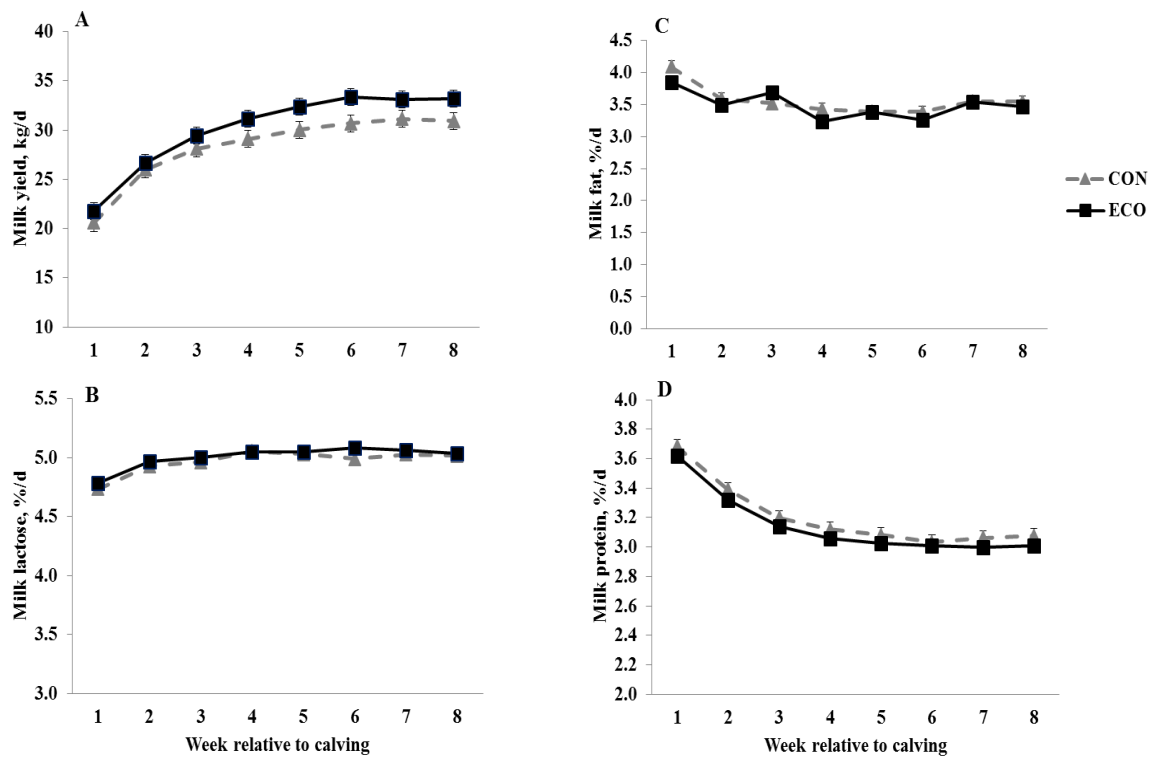 A
Milk yield, kg/d
40
35
30
25
20
15
10
1 2 3 4 5 6 7 8
C
Milk fat, %/d
4.5
4.0
3.5
3.0
2.5
2.0
1.5
1.0
0.5
0.0
1 2 3 4 5 6 7 8
CON
ECO
B
Milk lactose, %/d
5.5
5.0
4.5
4.0
3.5
3.0
1 2 3 4 5 6 7 8
Week relative to calving
D
Milk protein, %/d
4.0
3.8
3.6
3.4
3.2
3.0
2.8
2.6
2.4
2.2
2.0
1 2 3 4 5 6 7 8
Week relative to calving